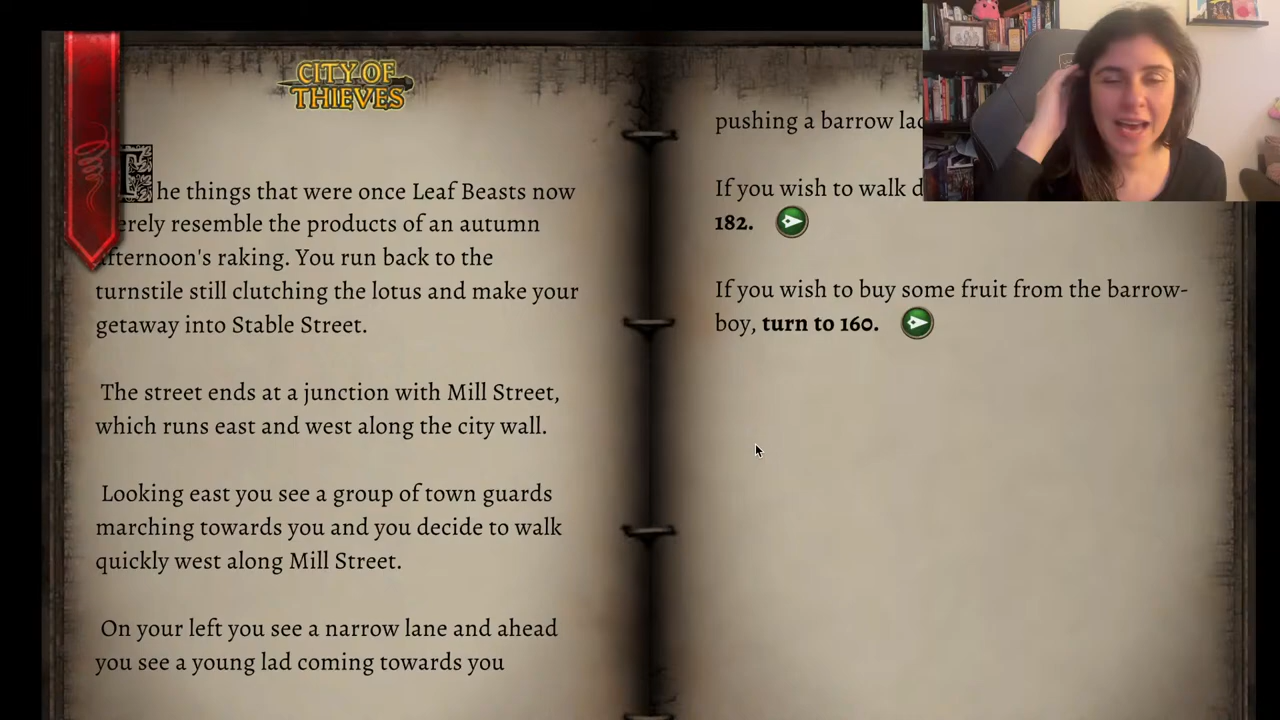 CITY OF
THIEVES
The things that were once Leaf Beasts now
erely resemble the products of an autumn
fternoon's raking. You run back to the
turnstile still clutching the lotus and make your
getaway into Stable Street.
The street ends at a junction with Mill Street,
which runs east and west along the city wall.
Looking east you see a group of town guards
marching towards you and you decide to walk
quickly west along Mill Street.
On your left you see a narrow lane and ahead
you see a young lad coming towards you
pushing a barrow
If you wish to walk
182.
If you wish to buy some fruit from the barrow-
boy, turn to 160.